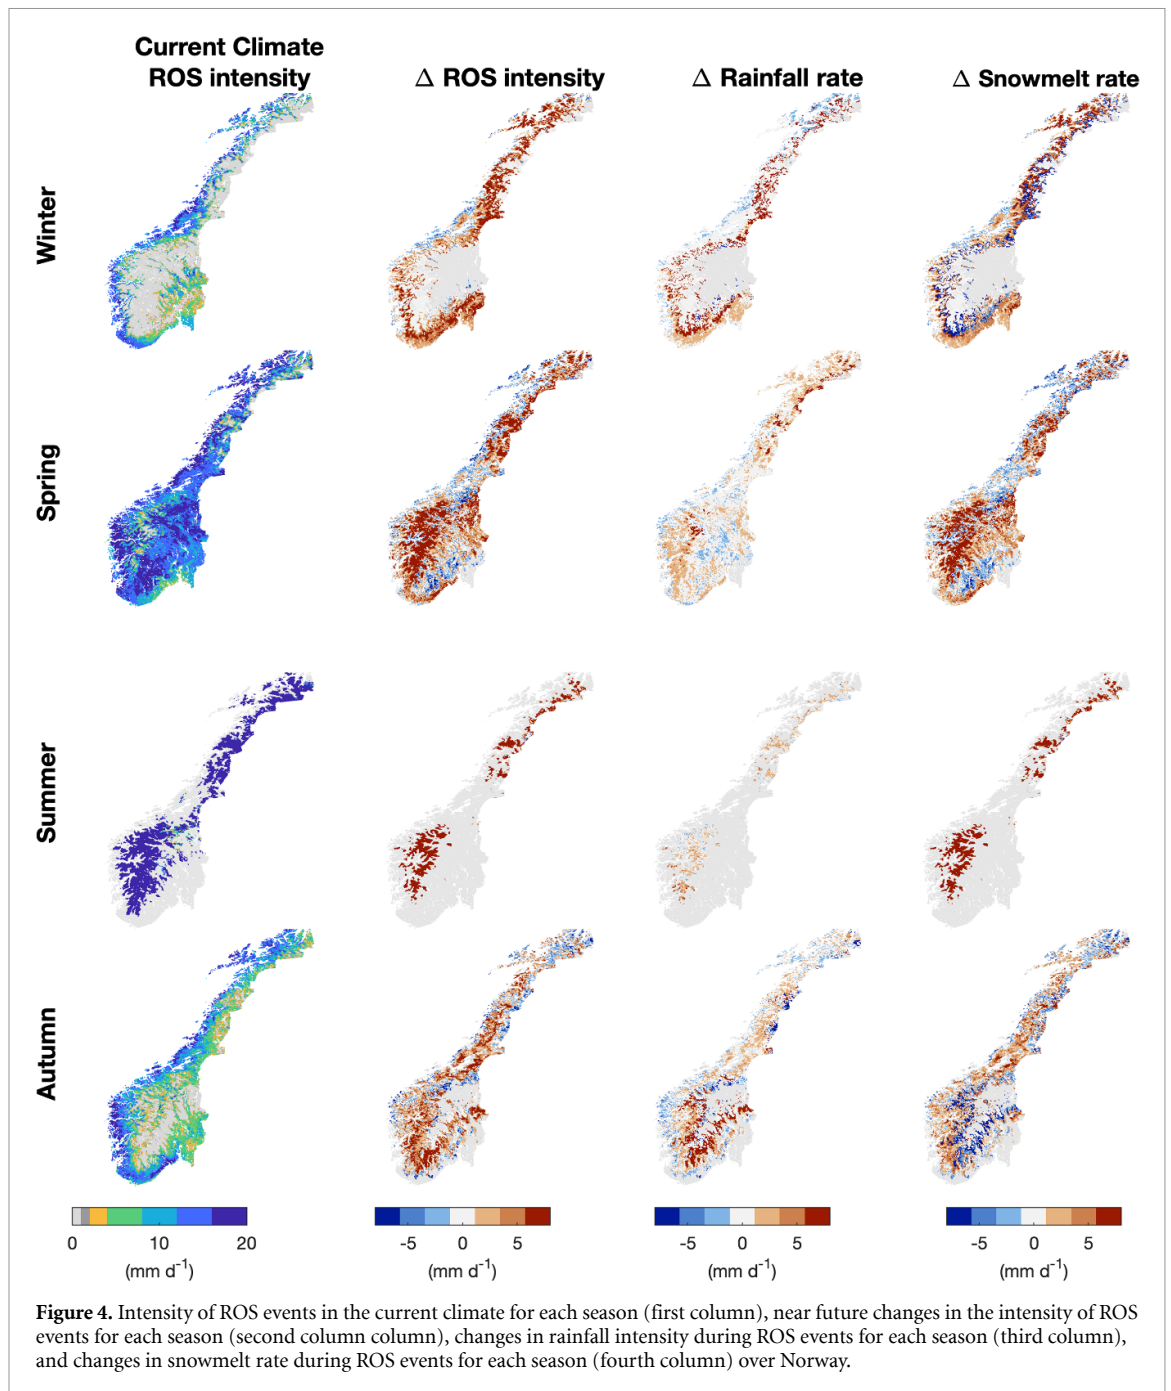 Current Climate
ROS intensity
Δ ROS intensity
Δ Rainfall rate
Δ Snowmelt rate
Winter
Spring
Summer
Autumn
0 10 20
(mm d⁻¹)
-5 0 5
(mm d⁻¹)
-5 0 5
(mm d⁻¹)
-5 0 5
(mm d⁻¹)
Figure 4. Intensity of ROS events in the current climate for each season (first column), near future changes in the intensity of ROS
events for each season (second column column), changes in rainfall intensity during ROS events for each season (third column),
and changes in snowmelt rate during ROS events for each season (fourth column) over Norway.